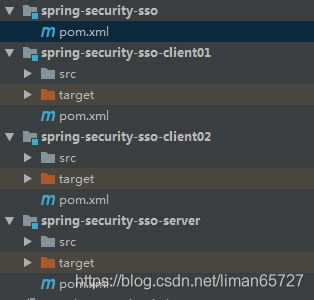 spring-security-sso
pom.xml
spring-security-sso-client01
src
target
pom.xml
spring-security-sso-client02
src
target
pom.xml
spring-security-sso-server
src
target
pom.xml
https://blog.csdn.net/liman65727